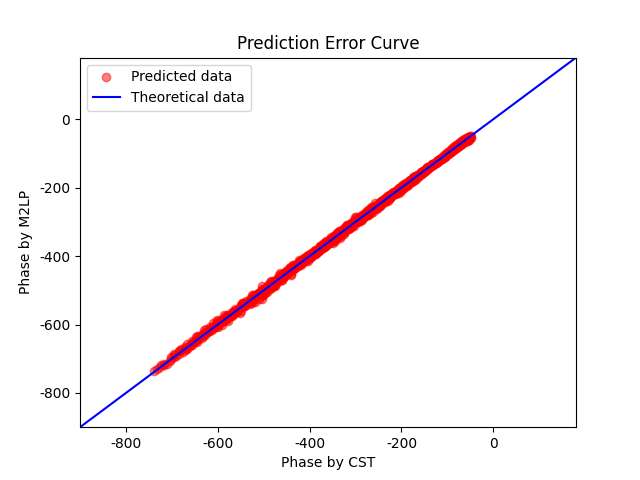 Prediction Error Curve
Predicted data
Theoretical data
Phase by M2LP
0
-200
-400
-600
-800
-800
-600
-400
-200
0
Phase by CST